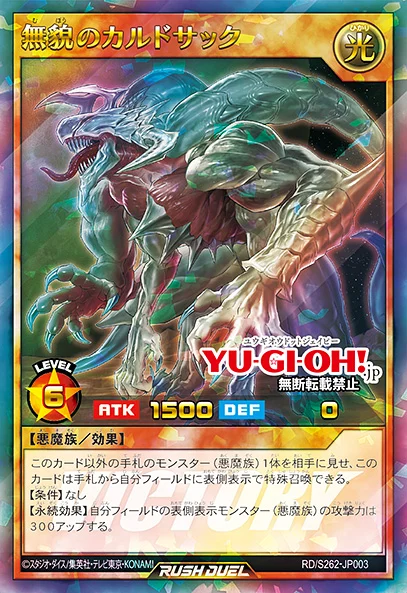 むぼう
無貌のカルドサック
ひかり
光
ユウギオウドットジェイピー
YU-GI-OH!.jp
無断転載禁止
LEVEL
6
ATK 1500 DEF 0
【悪魔族/効果】
このカード以外の手札のモンスター(悪魔族)1体を相手に見せ、このカードは手札から自分フィールドに表側表示で特殊召喚できる。
【条件】なし
【永続効果】自分フィールドの表側表示モンスター(悪魔族)の攻撃力は300アップする。
VICTORY
©スタジオ・ダイス/集英社・テレビ東京・KONAMI
RUSH DUEL
RD/S262-JP003